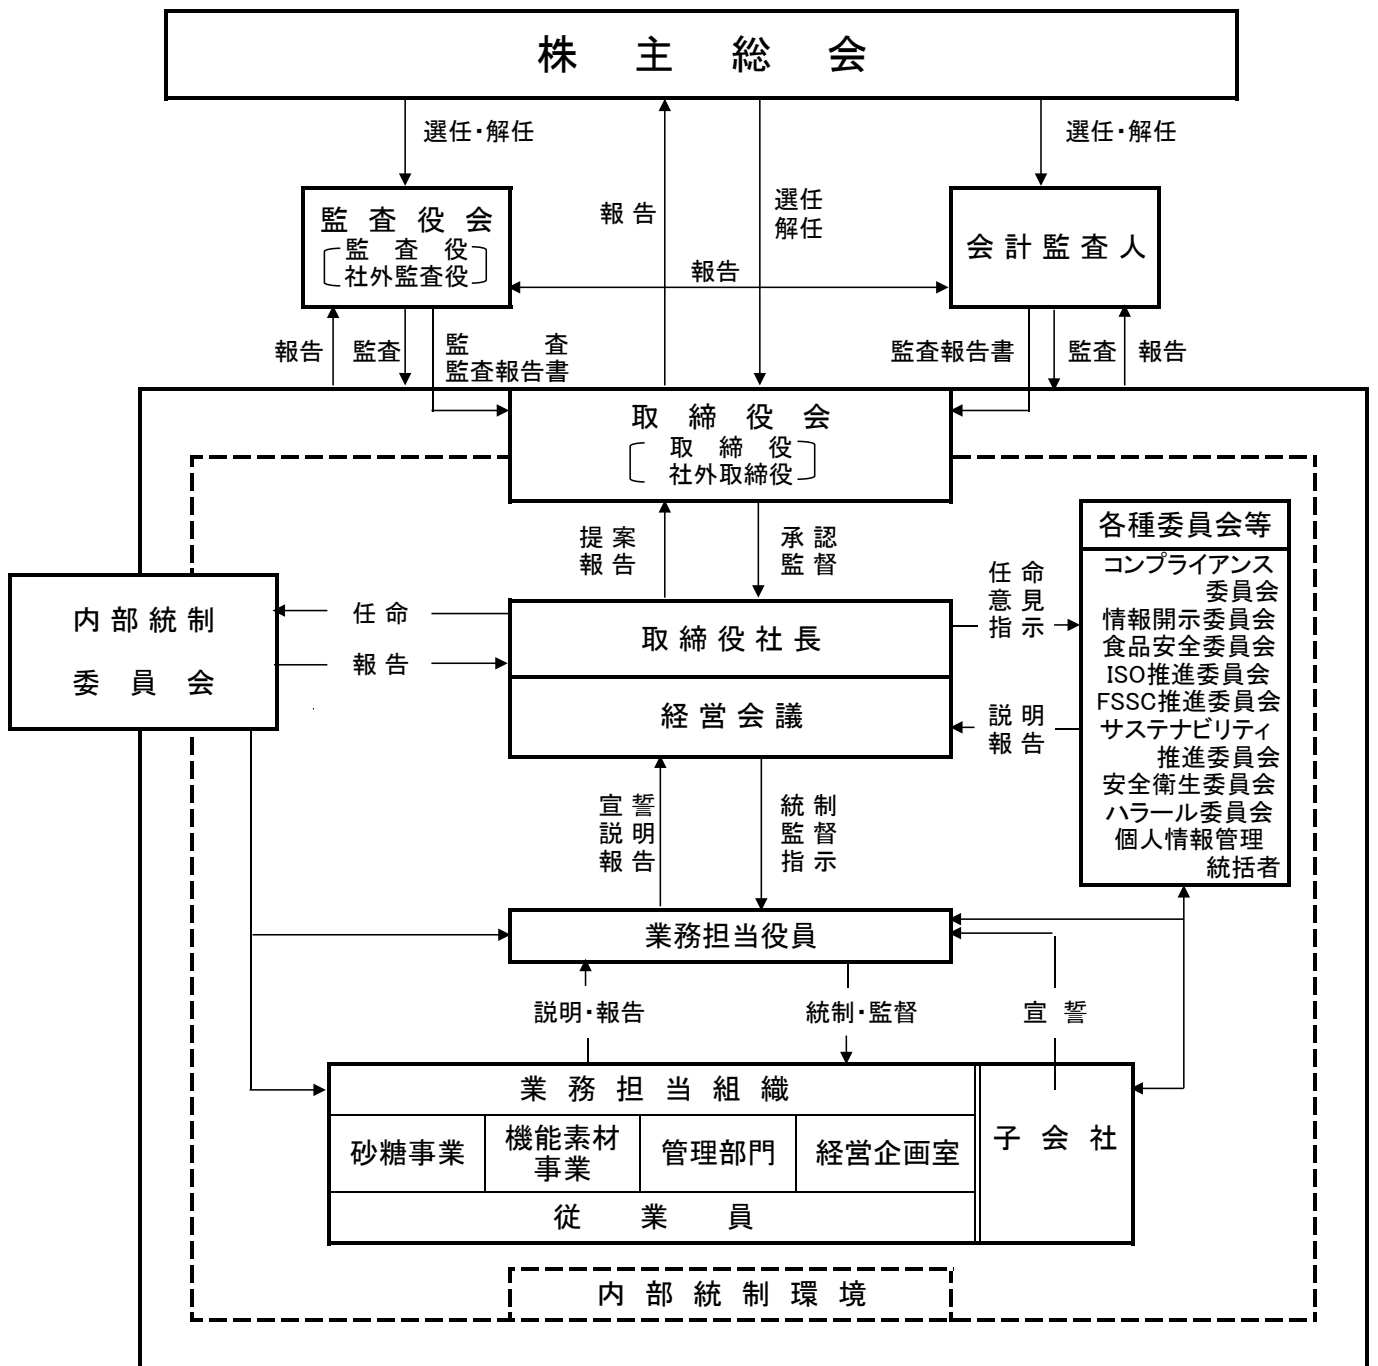 株主総会
選任・解任
選任・解任
報告
選任
解任
監査役会
監査役
社外監査役
会計監査人
報告
報告
監査
監査
監査報告書
監査報告書
監査
報告
取締役会
取締役
社外取締役
提案
報告
承認
監督
各種委員会等
コンプライアンス
委員会
情報開示委員会
食品安全委員会
ISO推進委員会
FSSC推進委員会
サステナビリティ
推進委員会
安全衛生委員会
ハラール委員会
個人情報管理
統括者
任命
意見
指示
内部統制
委員会
任命
報告
取締役社長
経営会議
説明
報告
宣誓
説明
報告
統制
監督
指示
業務担当役員
説明・報告
統制・監督
宣誓
業務担当組織
砂糖事業
機能素材
事業
管理部門
経営企画室
子会社
従業員
内部統制環境